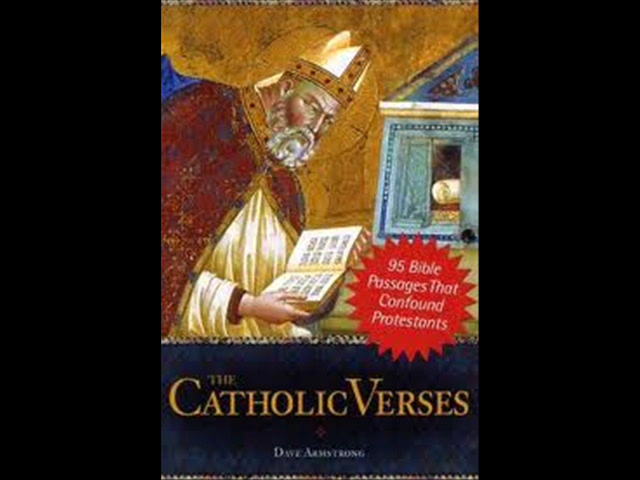 95 Bible
Passages That
Confound
Protestants
THE
CATHOLIC VERSES
DAVE ARMSTRONG